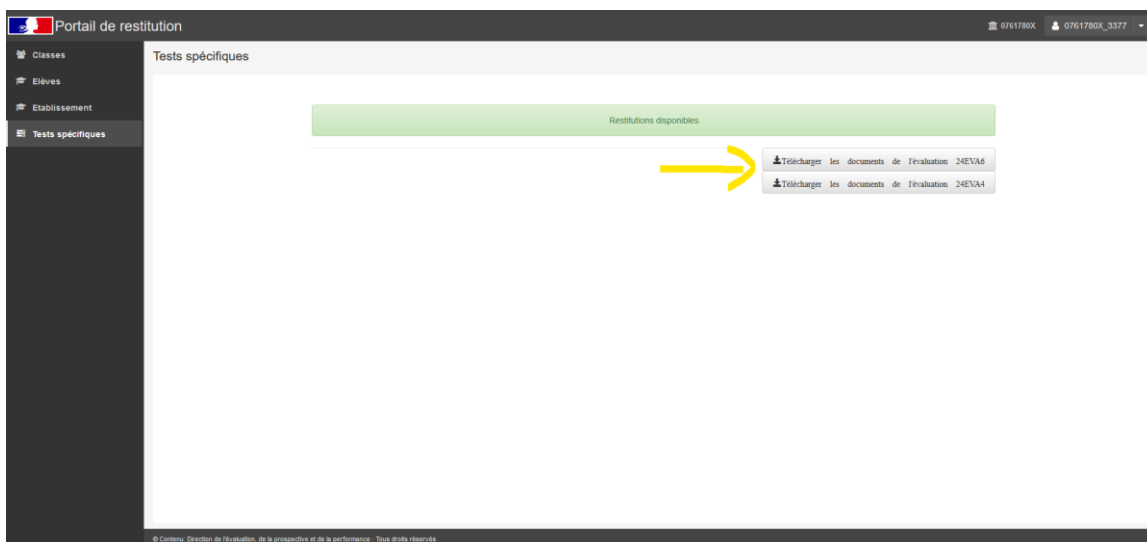 Portail de restitution
0761780X
0761780X_3377
Classes
Elèves
Etablissement
Tests spécifiques
Tests spécifiques
Restitutions disponibles
Télécharger les documents de l'évaluation 24EVA6
Télécharger les documents de l'évaluation 24EVA4
© Contenu: Direction de l'évaluation, de la prospective et de la performance Tous droits réservés